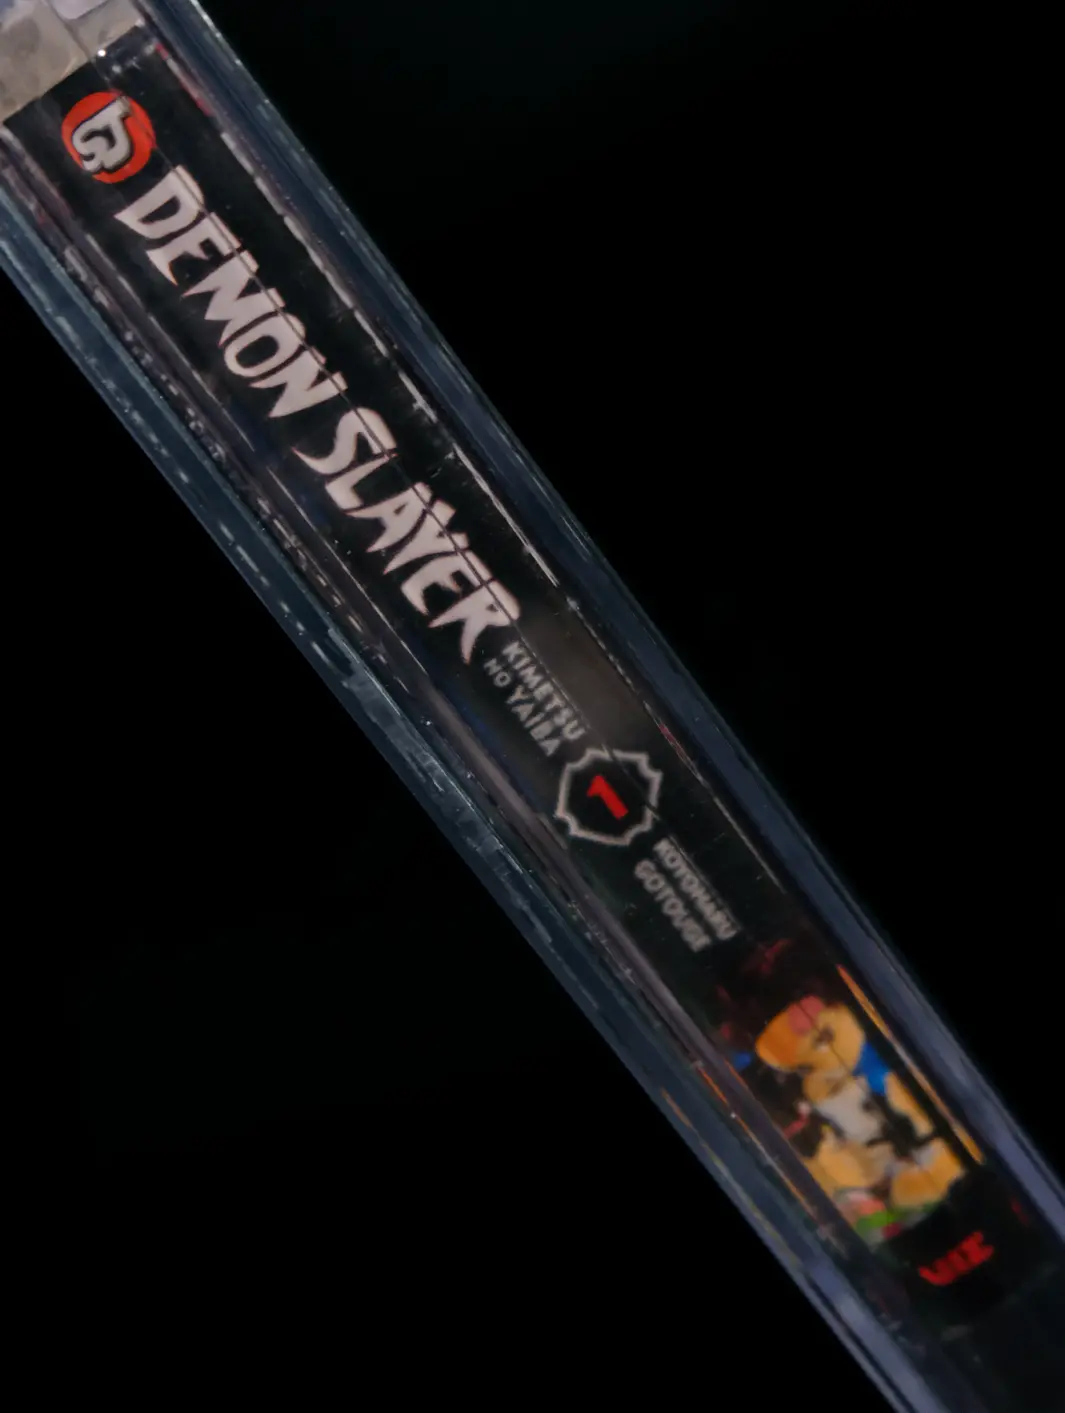 SJ
DEMON SLAYER
KIMETSU
NO YAIBA
1
KOYOHARU
GOTOUGE
VIZ